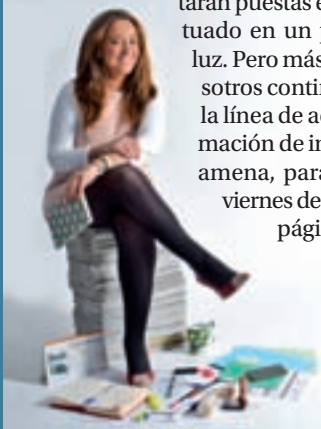 tarán puestas e
tuado en un p
luz. Pero más
sotros contin
la línea de ac
mación de in
amena, para
viernes de
pági